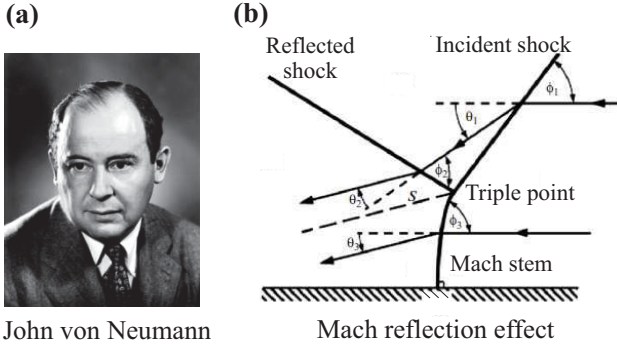 (a)
(b)
Reflected
shock
Incident shock
ϕ₁
θ₁
ϕ₂
θ₂
s
Triple point
ϕ₃
θ₃
Mach stem
John von Neumann
Mach reflection effect